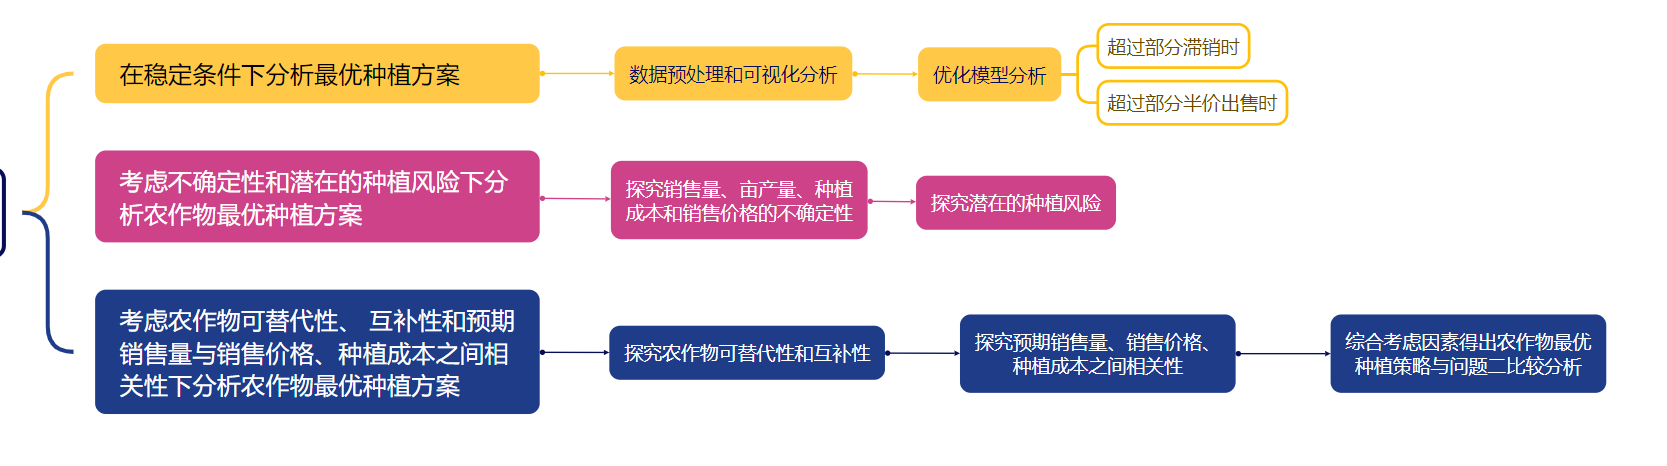 在稳定条件下分析最优种植方案
数据预处理和可视化分析
优化模型分析
超过部分滞销时
超过部分半价出售时
考虑不确定性和潜在的种植风险下分
析农作物最优种植方案
探究销售量、亩产量、种植
成本和销售价格的不确定性
探究潜在的种植风险
考虑农作物可替代性、 互补性和预期
销售量与销售价格、种植成本之间相
关性下分析农作物最优种植方案
探究农作物可替代性和互补性
探究预期销售量、销售价格、
种植成本之间相关性
综合考虑因素得出农作物最优
种植策略与问题二比较分析